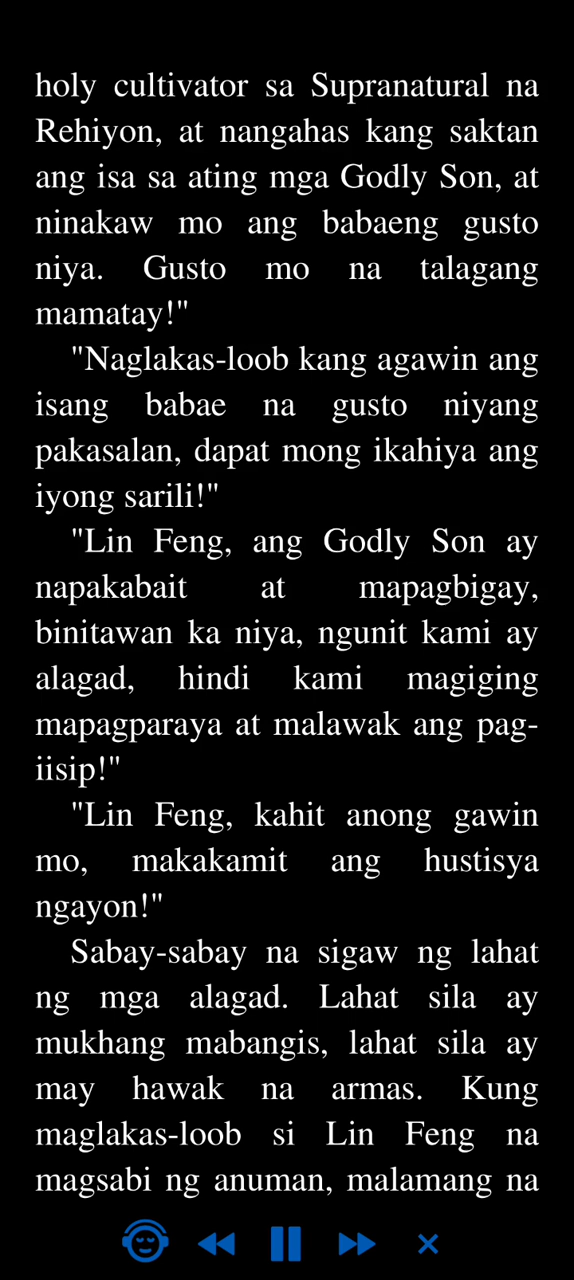 holy cultivator sa Supranatural na
Rehiyon, at nangahas kang saktan
ang isa sa ating mga Godly Son, at
ninakaw mo ang babaeng gusto
niya. Gusto mo na talagang
mamatay!"
"Naglakas-loob kang agawin ang
isang babae na gusto niyang
pakasalan, dapat mong ikahiya ang
iyong sarili!"
"Lin Feng, ang Godly Son ay
napakabait at mapagbigay,
binitawan ka niya, ngunit kami ay
alagad, hindi kami magiging
mapagparaya at malawak ang pag-
iisip!"
"Lin Feng, kahit anong gawin
mo, makakamit ang hustisya
ngayon!"
Sabay-sabay na sigaw ng lahat
ng mga alagad. Lahat sila ay
mukhang mabangis, lahat sila ay
may hawak na armas. Kung
maglakas-loob si Lin Feng na
magsabi ng anuman, malamang na